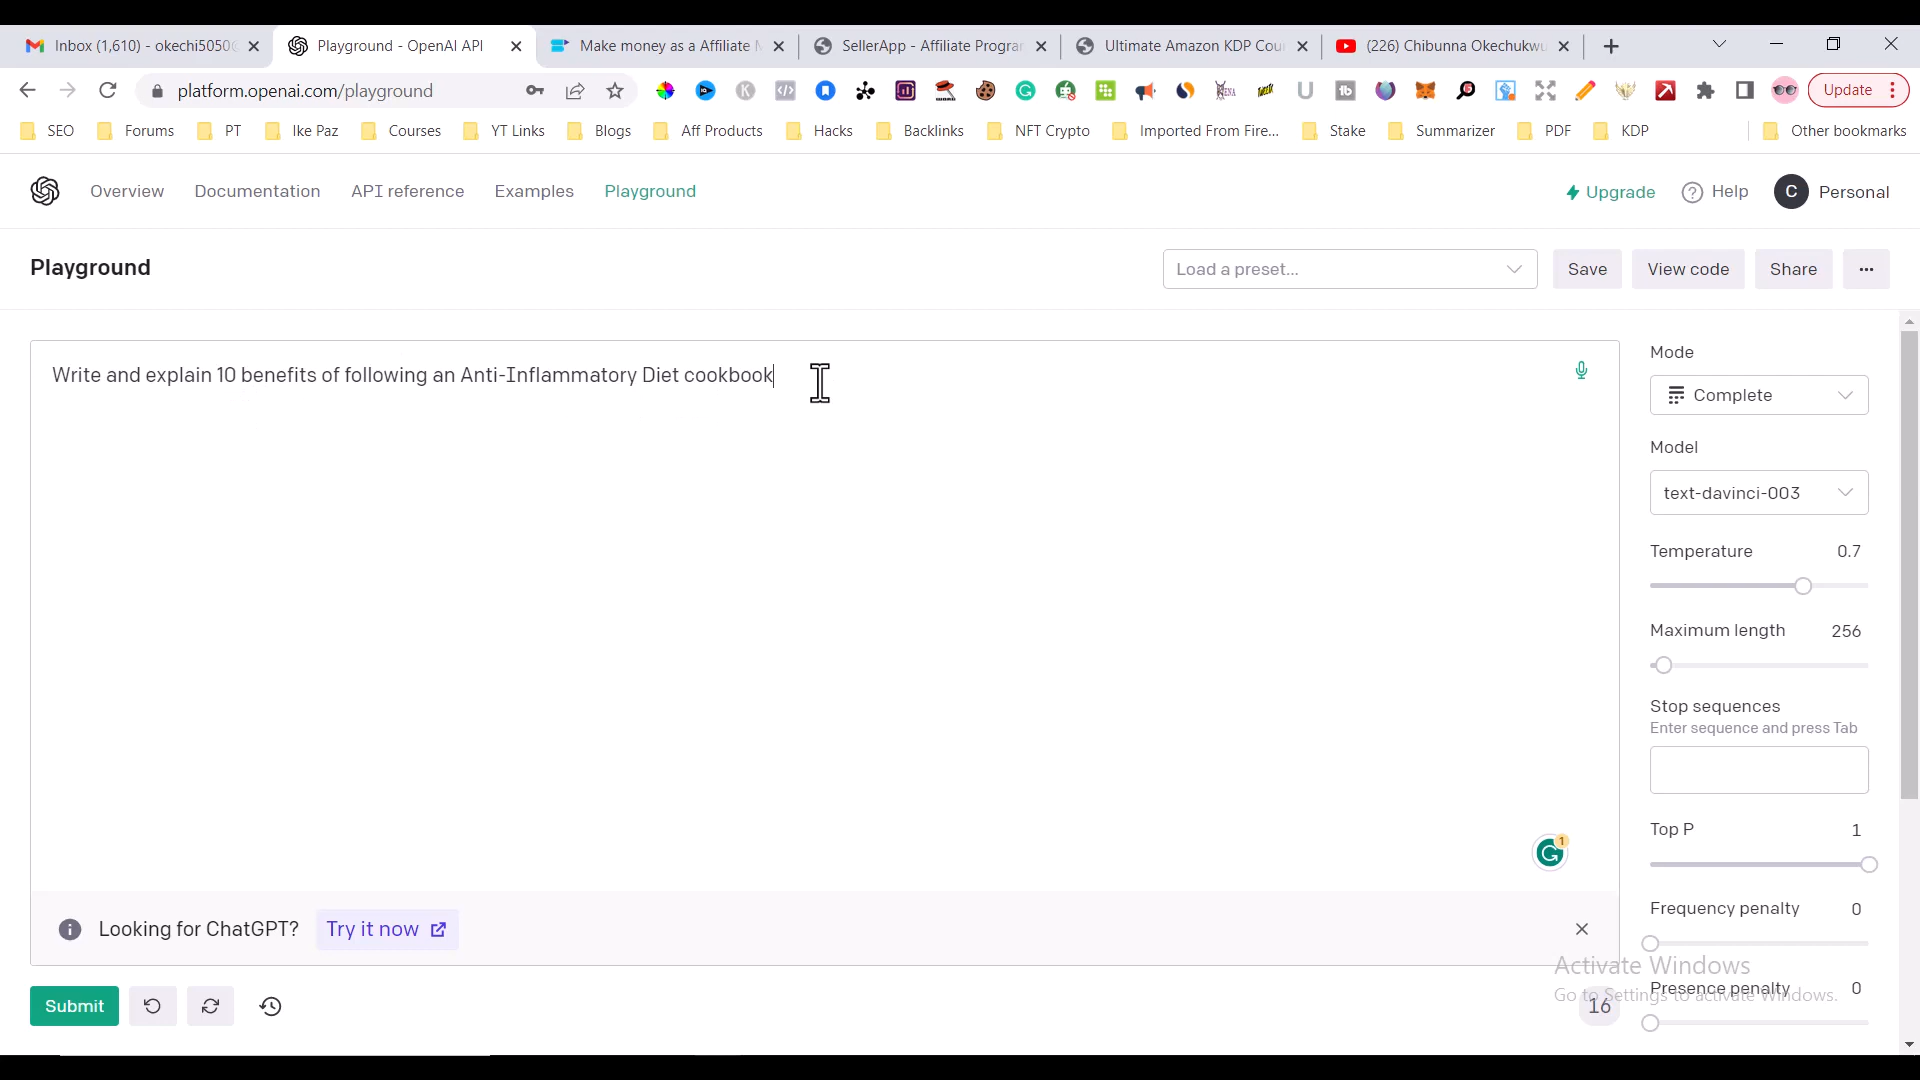 Inbox (1,610) - okechi5050
Playground - OpenAI API
Make money as a Affiliate
SellerApp - Affiliate Progra
Ultimate Amazon KDP Cou
(226) Chibunna Okechukwu
platform.openai.com/playground
Update
SEO
Forums
PT
Ike Paz
Courses
YT Links
Blogs
Aff Products
Hacks
Backlinks
NFT Crypto
Imported From Fire...
Stake
Summarizer
PDF
KDP
Other bookmarks
Overview
Documentation
API reference
Examples
Playground
Upgrade
Help
C
Personal
Playground
Load a preset...
Save
View code
Share
...
Write and explain 10 benefits of following an Anti-Inflammatory Diet cookbook
Mode
Complete
Model
text-davinci-003
Temperature 0.7
Maximum length 256
Stop sequences
Enter sequence and press Tab
Top P 1
Frequency penalty 0
Presence penalty 0
1
Looking for ChatGPT?
Try it now
Activate Windows
Go to Settings to activate Windows.
Submit
16